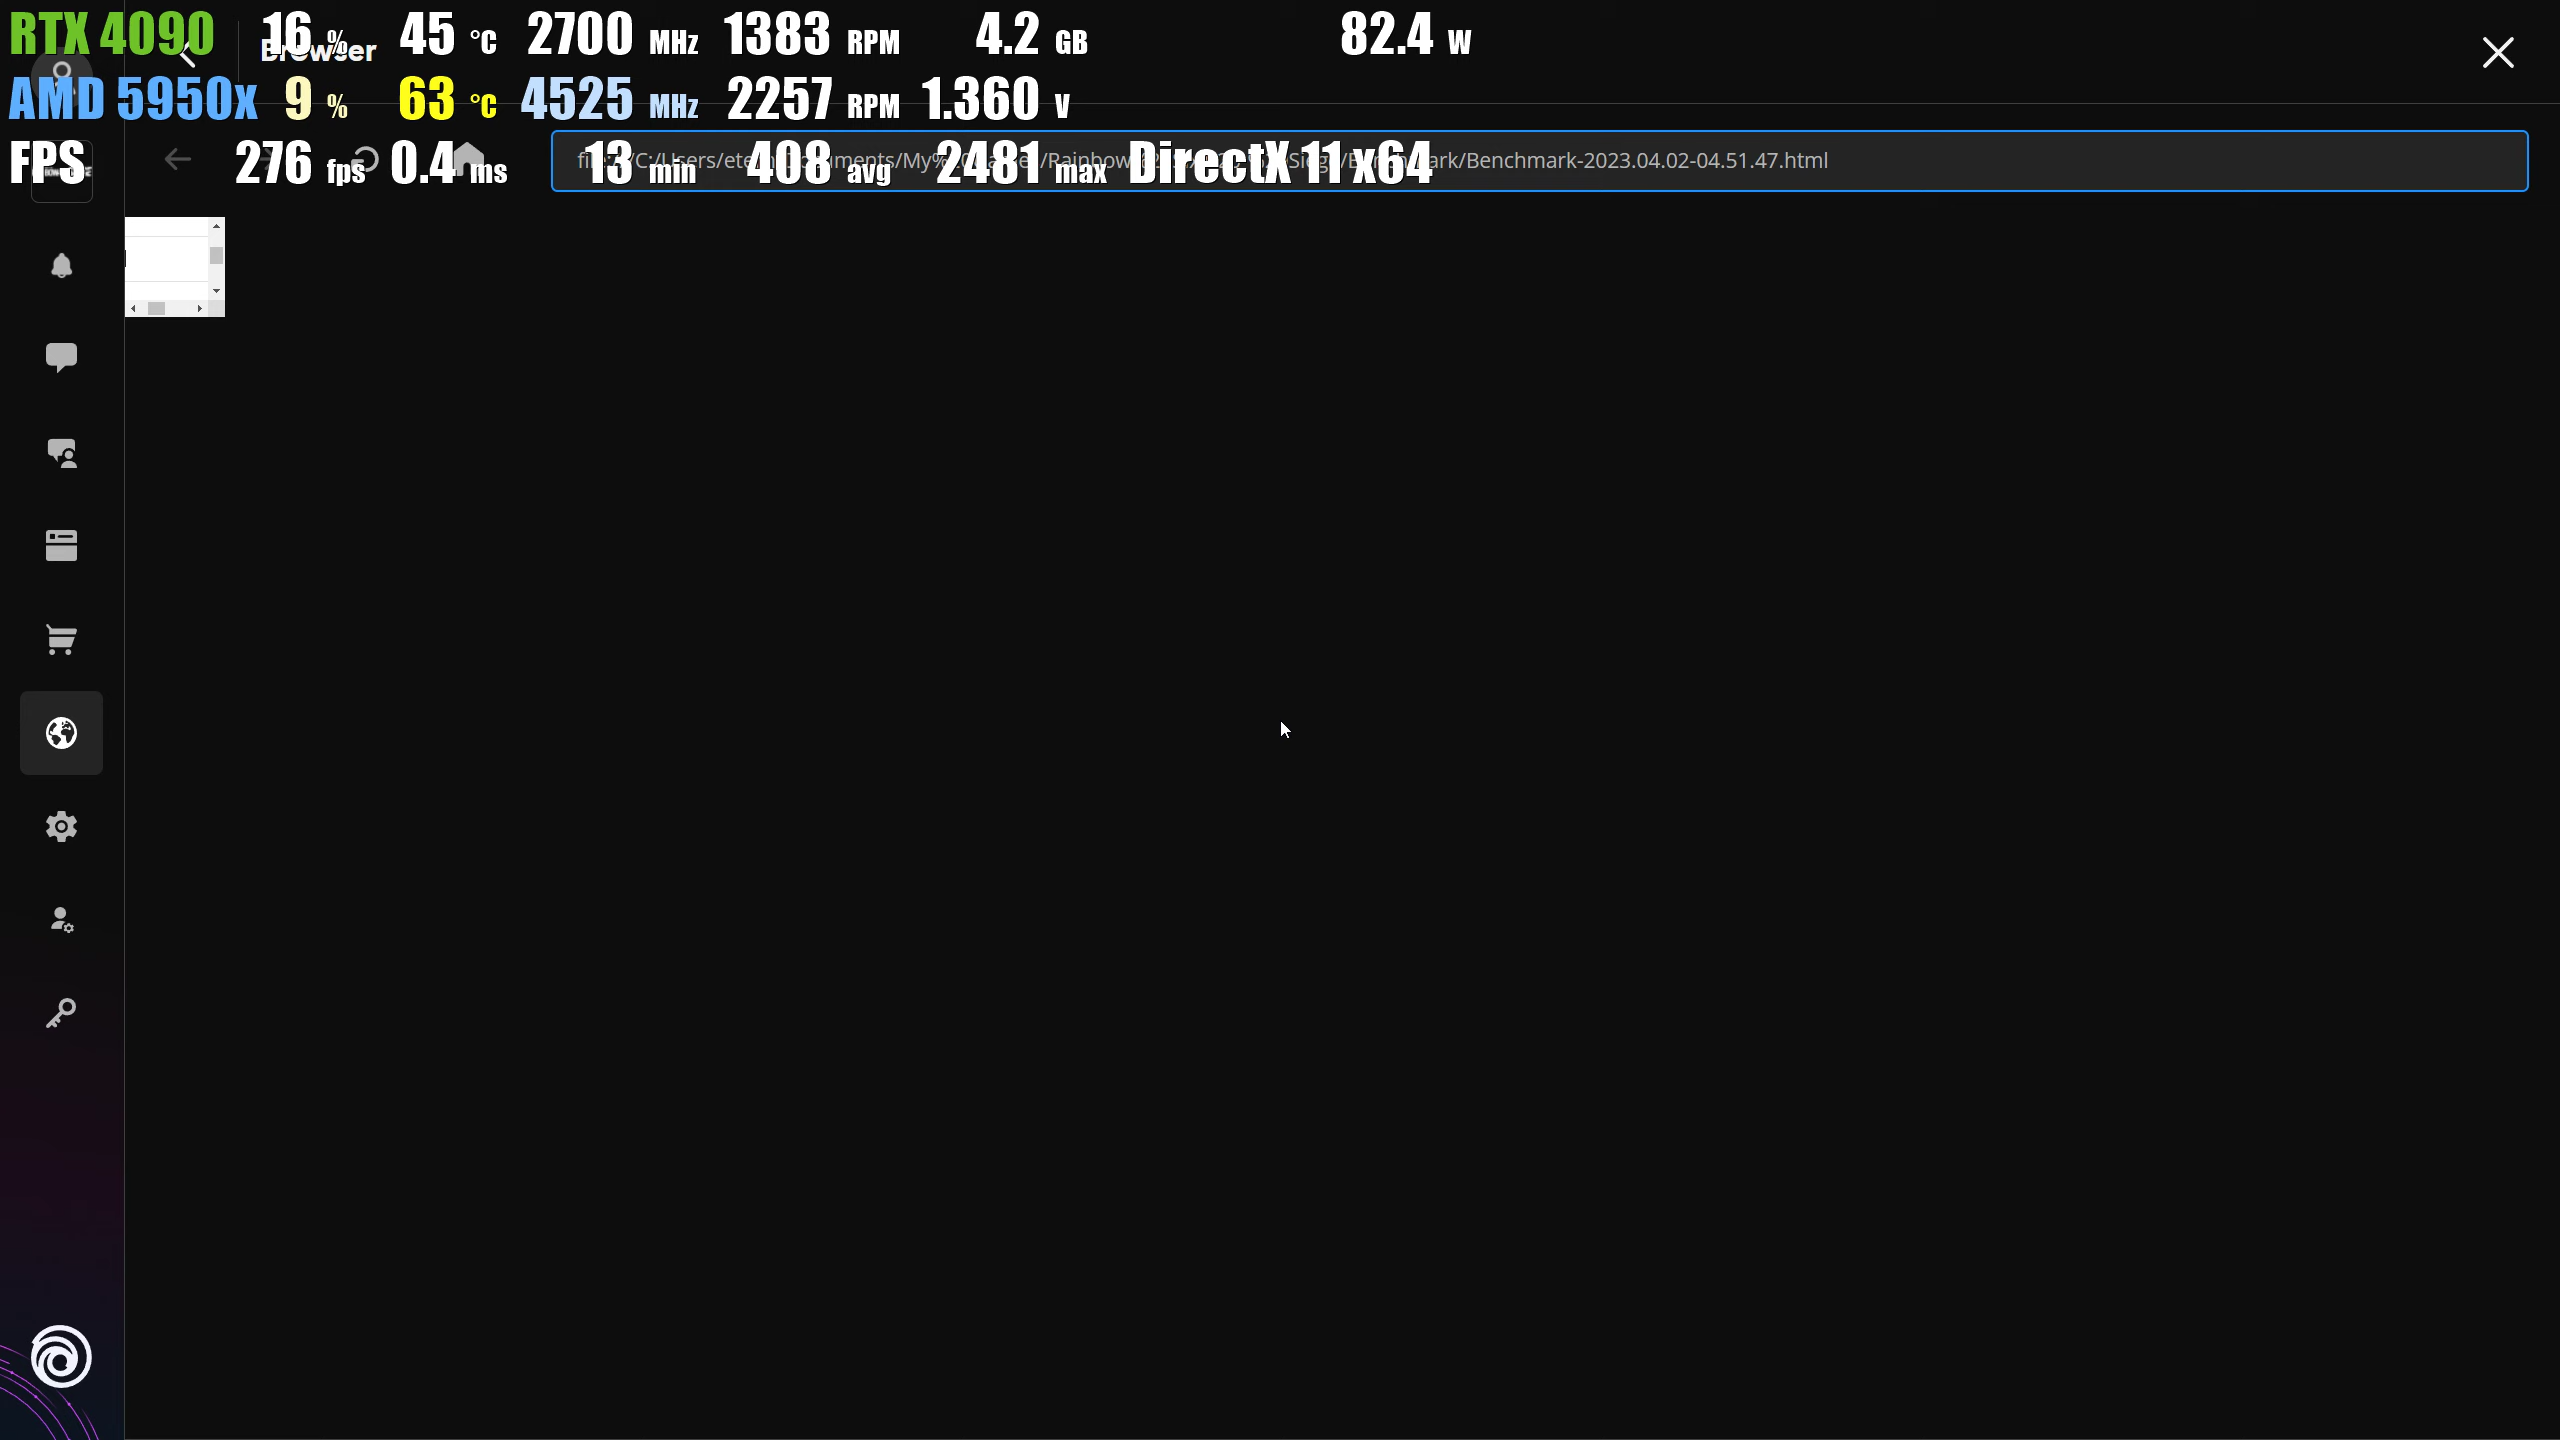 RTX 4090 16 % 45 °C 2700 MHz 1383 RPM 4.2 GB 82.4 W
Browser
AMD 5950x 9 % 63 °C 4525 MHz 2257 RPM 1.360 V
FPS 276 fps 0.4 ms 13 min 408 avg 2481 max DirectX 11 x64
/Benchmark-2023.04.02-04.51.47.html